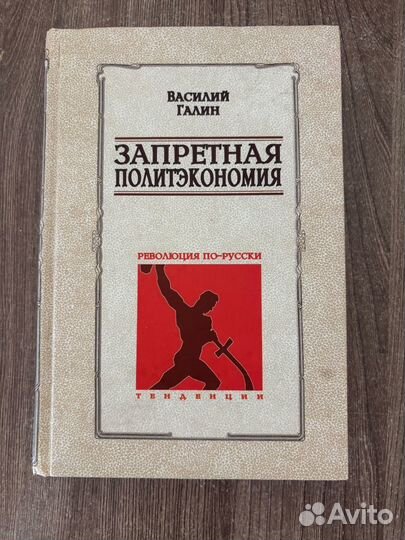 Василий
Галин
ЗАПРЕТНАЯ
ПОЛИТЭКОНОМИЯ
РЕВОЛЮЦИЯ ПО-РУССКИ
ТЕНДЕНЦИИ
Avito